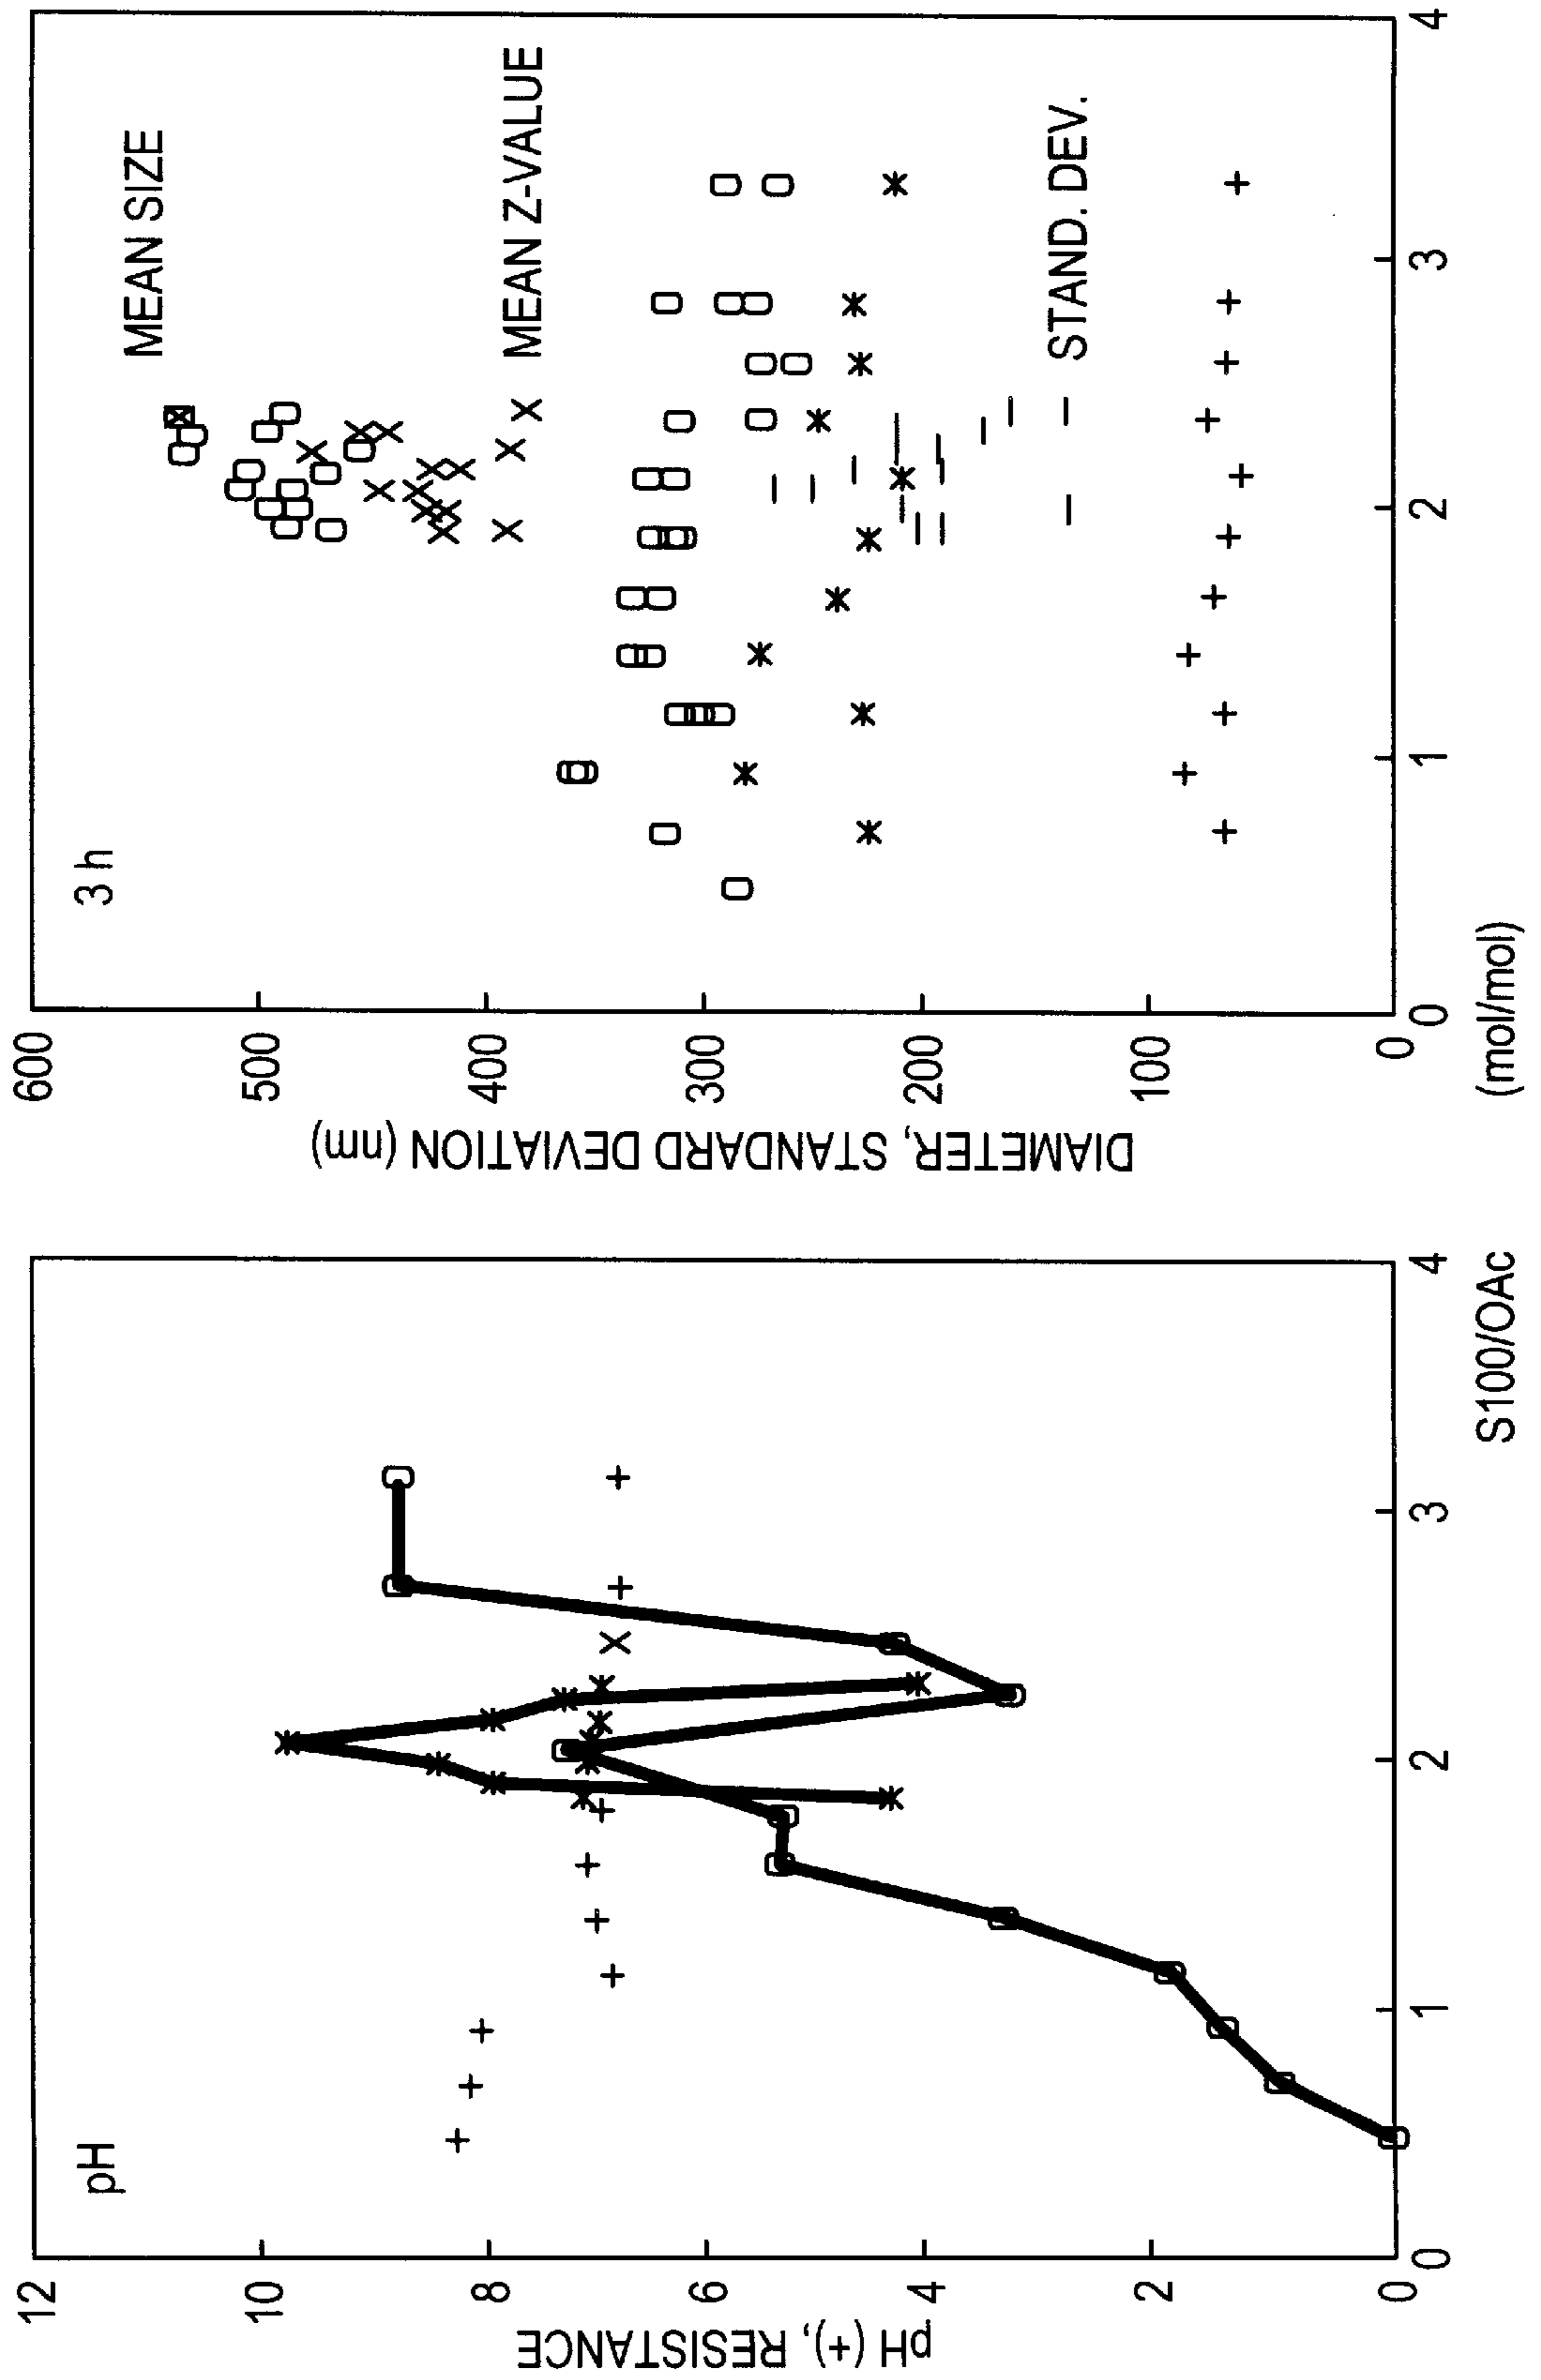 pH
12
10
8
6
4
2
0
pH (+), RESISTANCE
0
1
2
3
4
S100/OAc
3 h
MEAN SIZE
MEAN Z-VALUE
STAND. DEV.
600
500
400
300
200
100
0
DIAMETER, STANDARD DEVIATION (nm)
0
1
2
3
4
(mol/mol)